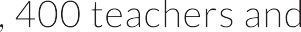 , 400 teachers and